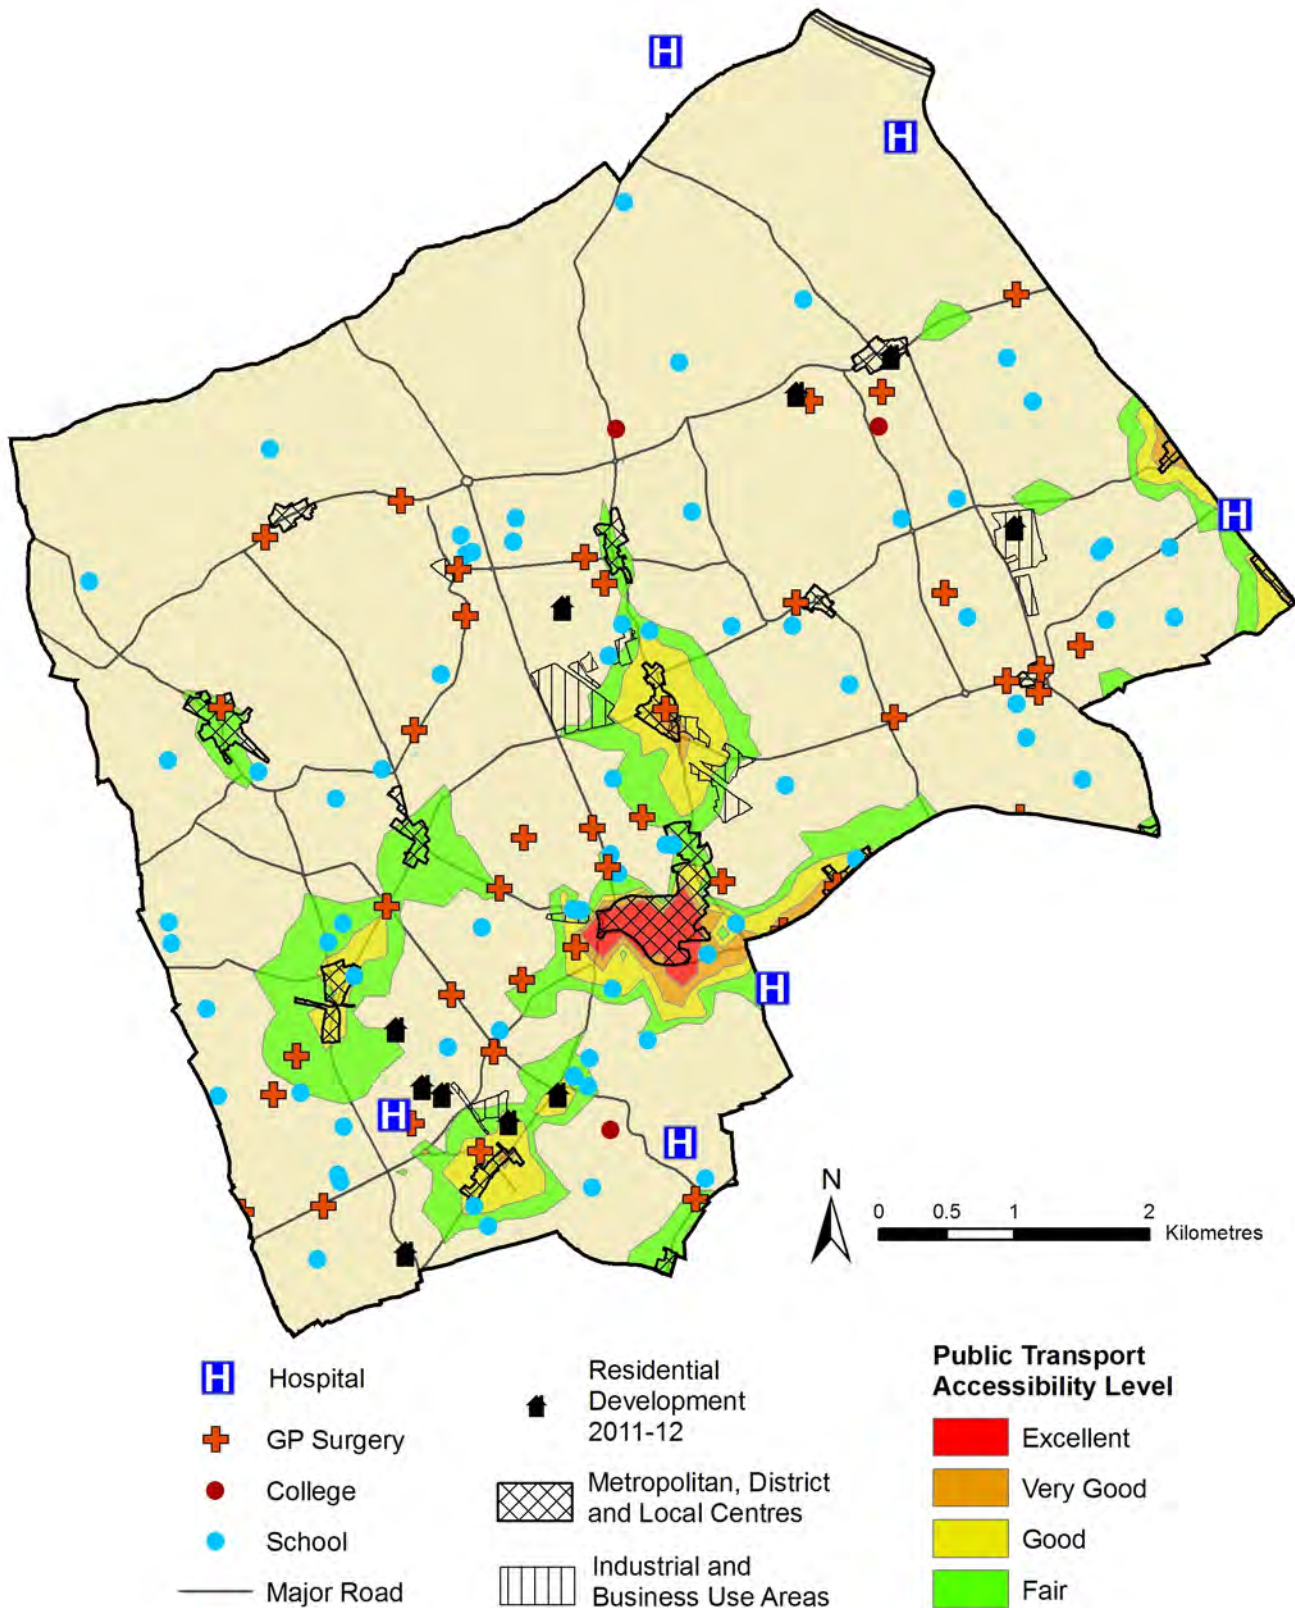 H
H
H
H
H
H
N
0 0.5 1 2
Kilometres
H Hospital
GP Surgery
College
School
Major Road
Residential
Development
2011-12
Metropolitan, District
and Local Centres
Industrial and
Business Use Areas
Public Transport
Accessibility Level
Excellent
Very Good
Good
Fair